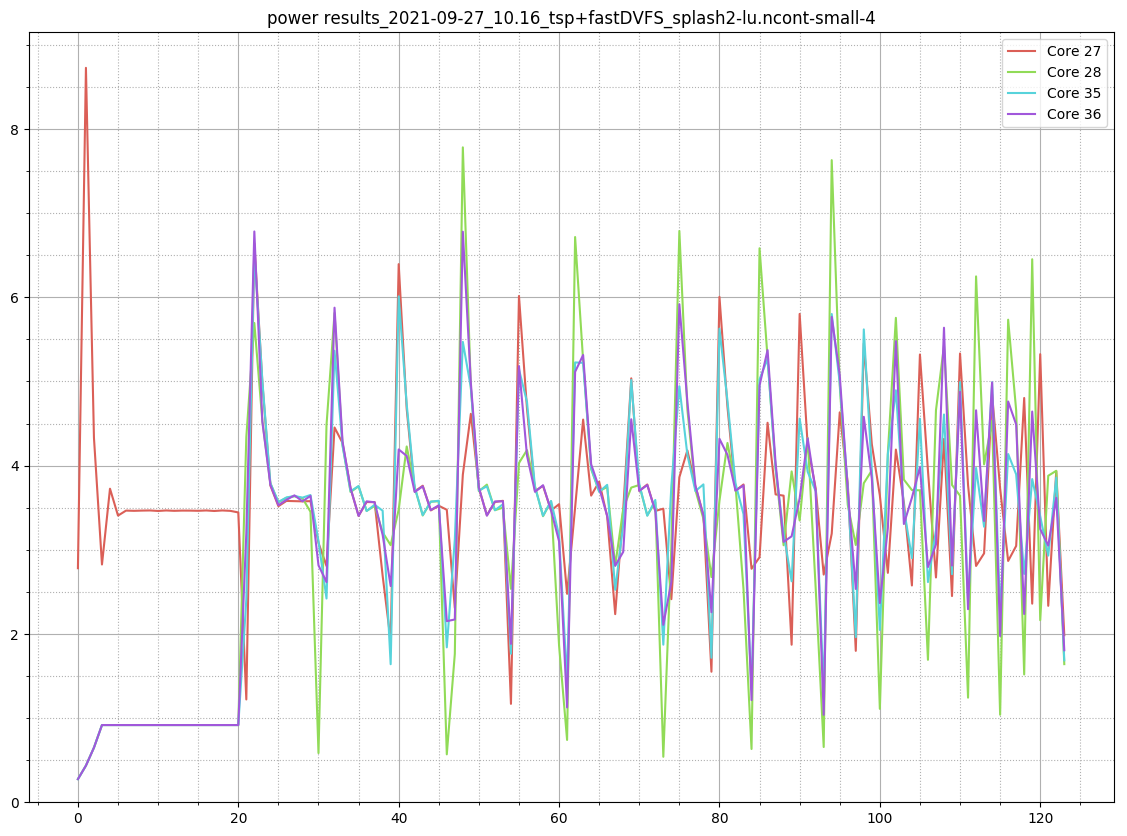 power results_2021-09-27_10.16_tsp+fastDVFS_splash2-lu.ncont-small-4
Core 27
Core 28
Core 35
Core 36
8
6
4
2
0
0 20 40 60 80 100 120